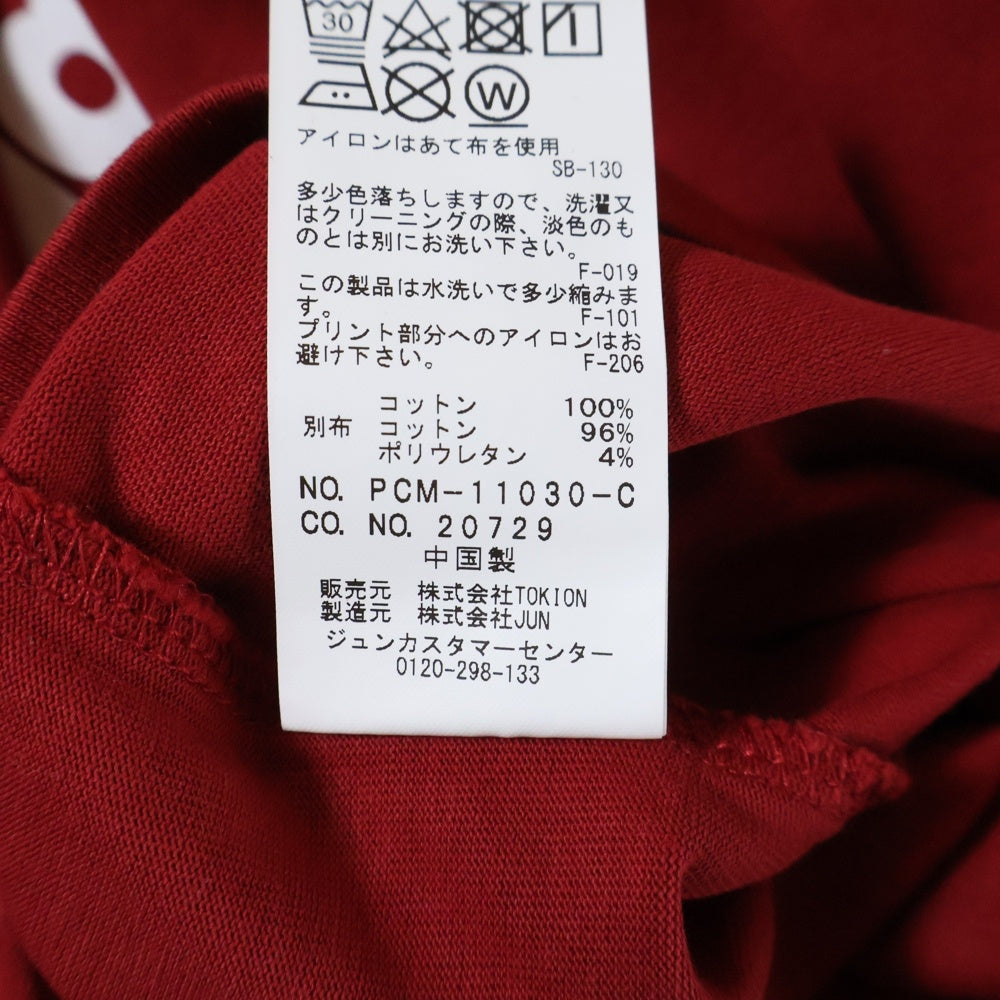 30
W
アイロンはあて布を使用
SB-130
多少色落ちしますので、洗濯又
はクリーニングの際、淡色のも
のとは別にお洗い下さい。
F-019
この製品は水洗いで多少縮みま
す。 F-101
プリント部分へのアイロンはお
避け下さい。 F-206
コットン 100%
別布 コットン 96%
ポリウレタン 4%
NO. PCM-11030-C
CO. NO. 20729
中国製
販売元 株式会社TOKION
製造元 株式会社JUN
ジュンカスタマーセンター
0120-298-133